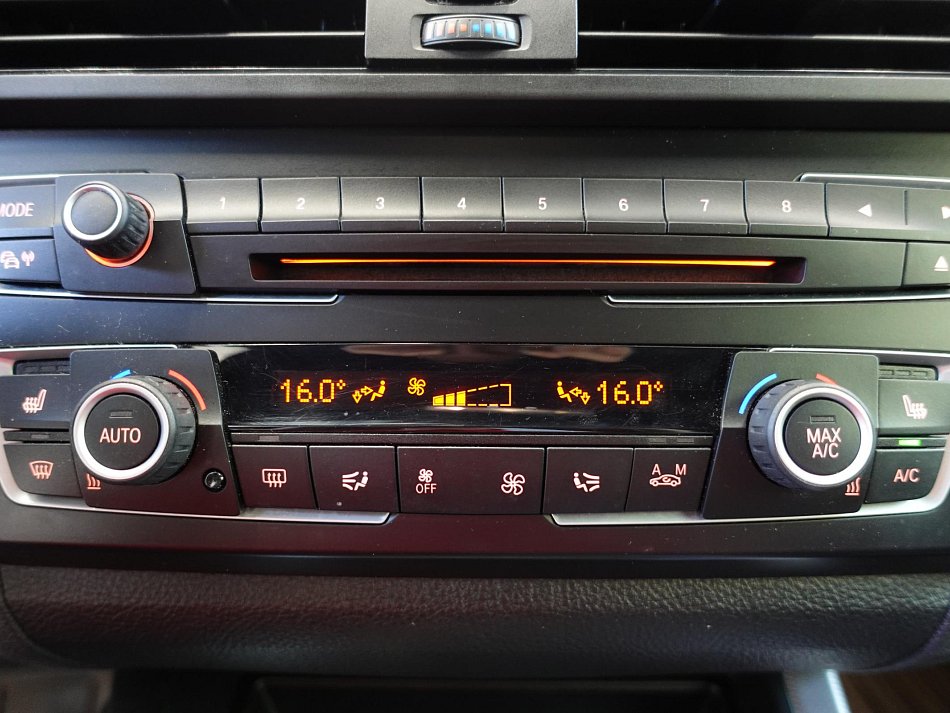 MODE
1 2 3 4 5 6 7 8
16.0° 16.0°
AUTO
MAX
A/C
OFF
A M
A/C